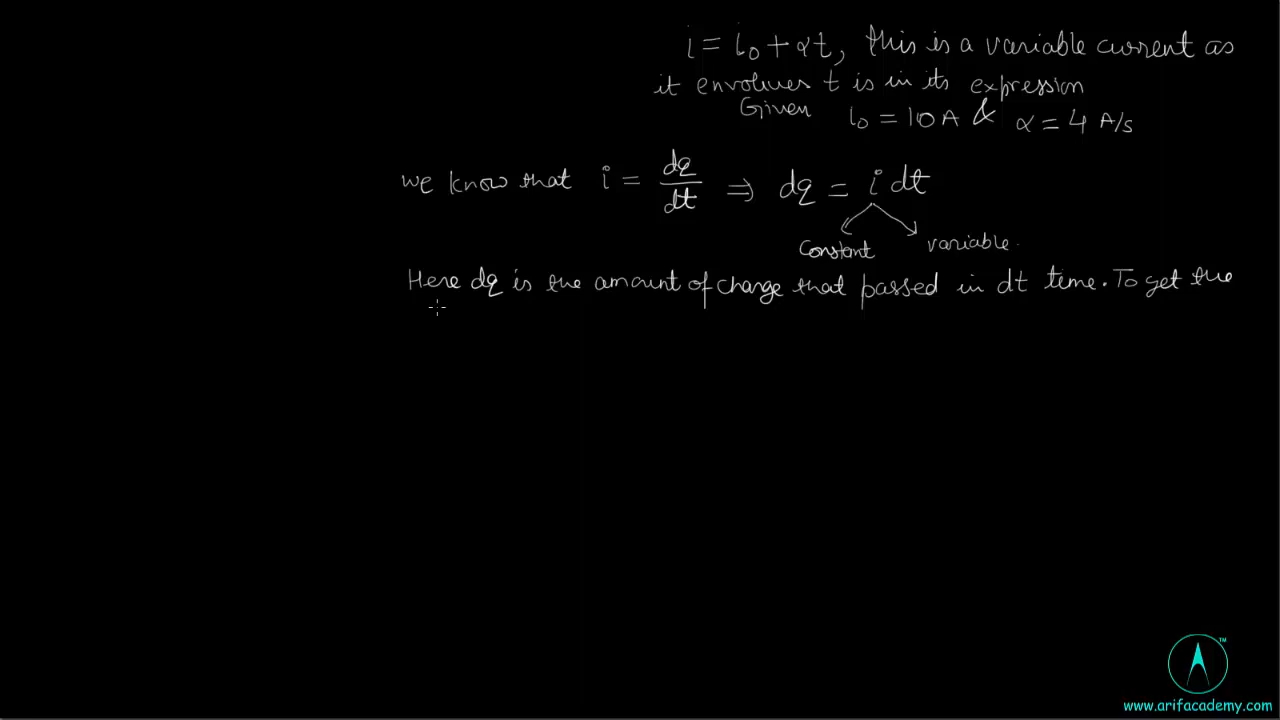 i = i₀ + αt, this is a variable current as
it envolves t is in its expression
Given i₀ = 10 A & α = 4 A/s
We know that i = dq/dt ⇒ dq = i dt
Constant variable.
Here dq is the amount of charge that passed in dt teme. To get the
TM
www.arifacademy.com